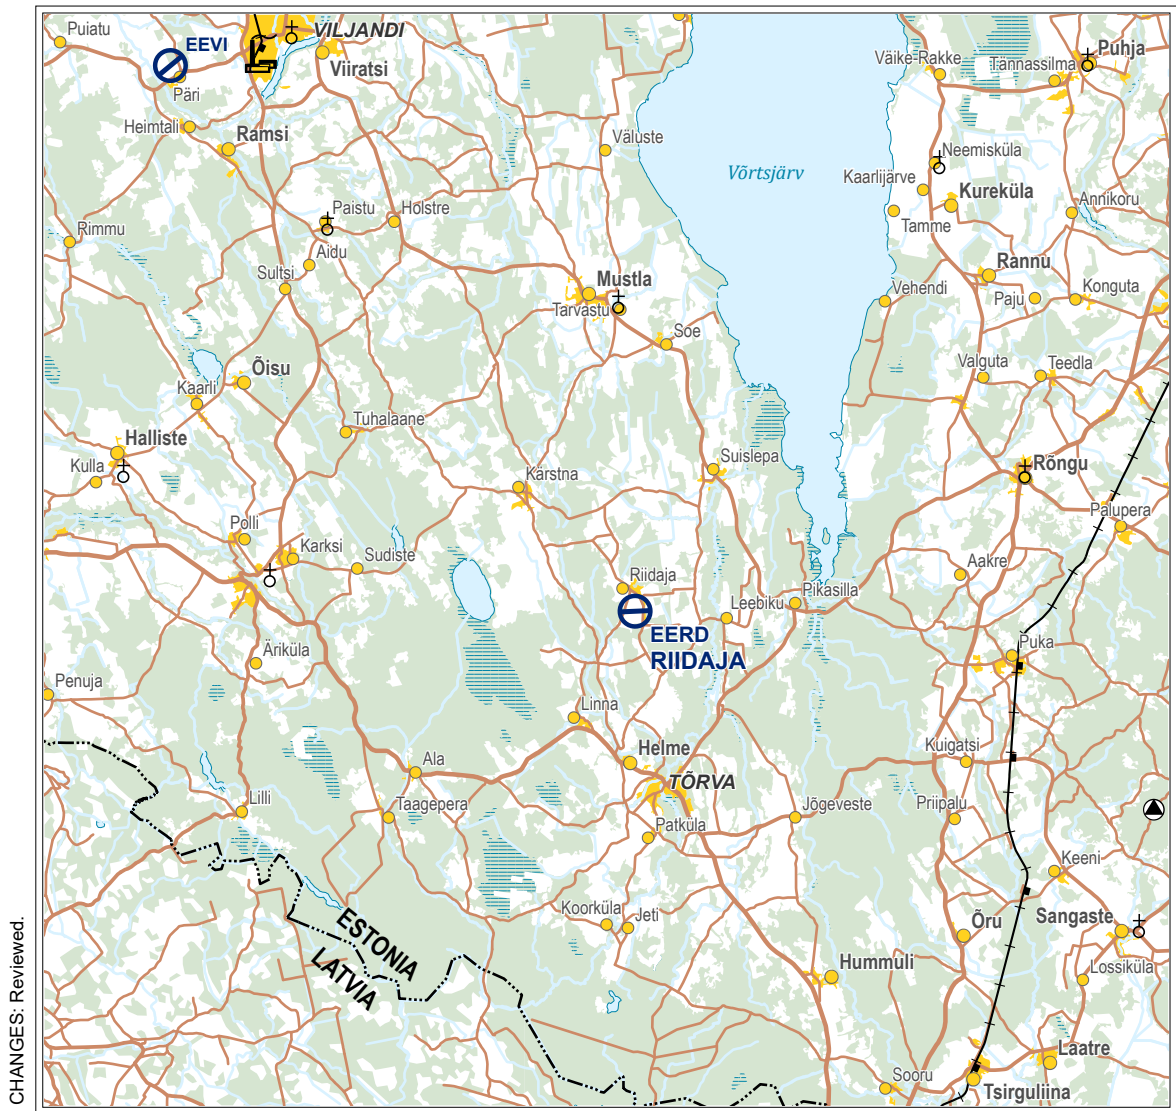 Puiatu
EEVI
VILJANDI
Viiratsi
Päri
Heimtali
Ramsi
Väluste
Väike-Rakke
Tännassilma
Puhja
Neemisküla
Kaarlijärve
Kureküla
Annikoru
Tamme
Võrtsjärv
Paistu
Holstre
Rimmu
Aidu
Sultsi
Mustla
Tarvastu
Soe
Rannu
Vehendi
Paju
Konguta
Valguta
Teedla
Õisu
Kaarli
Tuhalaane
Halliste
Kulla
Kärstna
Suislepa
Rõngu
Palupera
Polli
Karksi
Sudiste
Aakre
Riidaja
Leebiku
Pikasilla
EERD
RIIDAJA
Puka
Äriküla
Penuja
Linna
Helme
Ala
TÕRVA
Kuigatsi
Lilli
Taagepera
Patküla
Jõgeveste
Priipalu
Keeni
Koorküla
Jeti
Õru
Sangaste
ESTONIA
LATVIA
Hummuli
Lossiküla
Laatre
Sooru
Tsirguliina
CHANGES: Reviewed.